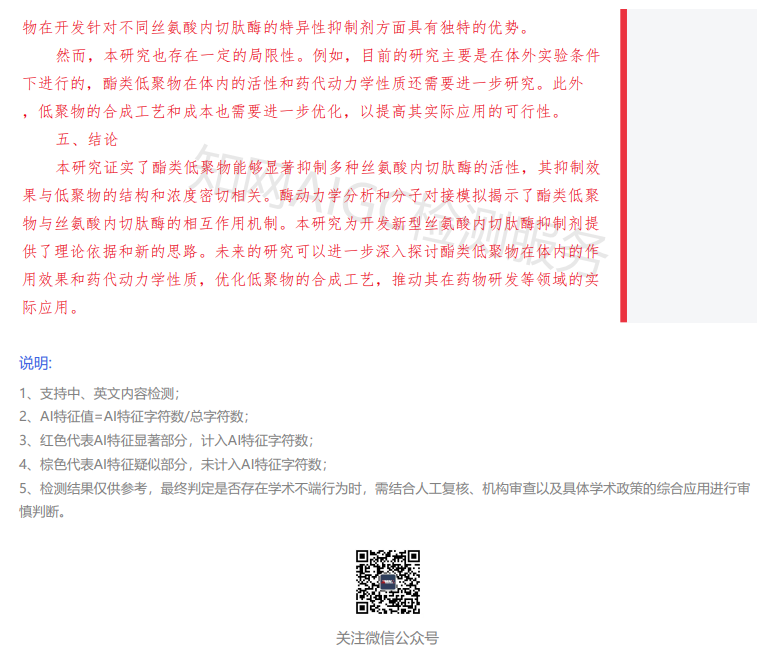 物在开发针对不同丝氨酸内切肽酶的特异性抑制剂方面具有独特的优势。
然而，本研究也存在一定的局限性。例如，目前的研究主要是在体外实验条件
下进行的，酯类低聚物在体内的活性和药代动力学性质还需要进一步研究。此外
，低聚物的合成工艺和成本也需要进一步优化，以提高其实际应用的可行性。
五、结论
本研究证实了酯类低聚物能够显著抑制多种丝氨酸内切肽酶的活性，其抑制效
果与低聚物的结构和浓度密切相关。酶动力学分析和分子对接模拟揭示了酯类低聚
物与丝氨酸内切肽酶的相互作用机制。本研究为开发新型丝氨酸内切肽酶抑制剂提
供了理论依据和新的思路。未来的研究可以进一步深入探讨酯类低聚物在体内的作
用效果和药代动力学性质，优化低聚物的合成工艺，推动其在药物研发等领域的实
际应用。
知网AIGC检测服务
说明:
1、支持中、英文内容检测；
2、AI特征值=AI特征字符数/总字符数；
3、红色代表AI特征显著部分，计入AI特征字符数；
4、棕色代表AI特征疑似部分，未计入AI特征字符数；
5、检测结果仅供参考，最终判定是否存在学术不端行为时，需结合人工复核、机构审查以及具体学术政策的综合应用进行审
慎判断。
关注微信公众号